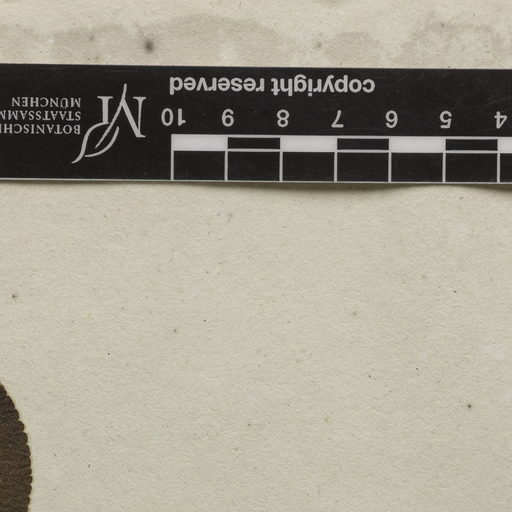 copyright reserved
4 5 6 7 8 9 10
M
BOTANISCHE
STAATSSAMM
MÜNCHEN